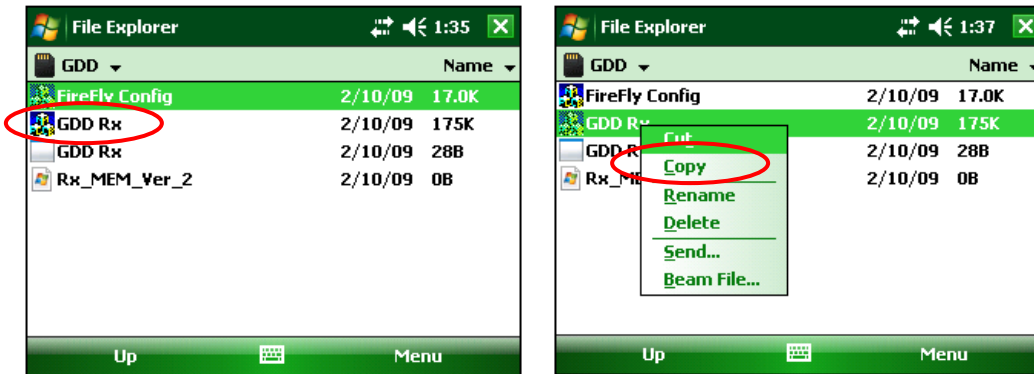 File Explorer 1:35
GDD Name
FireFly Config 2/10/09 17.0K
GDD Rx 2/10/09 175K
GDD Rx 2/10/09 28B
Rx_MEM_Ver_2 2/10/09 0B
Up Menu
File Explorer 1:37
GDD Name
FireFly Config 2/10/09 17.0K
GDD 2/10/09 175K
GDD 2/10/09 28B
2/10/09 0B
Cut
Copy
Rename
Delete
Send...
Beam File...
Up Menu